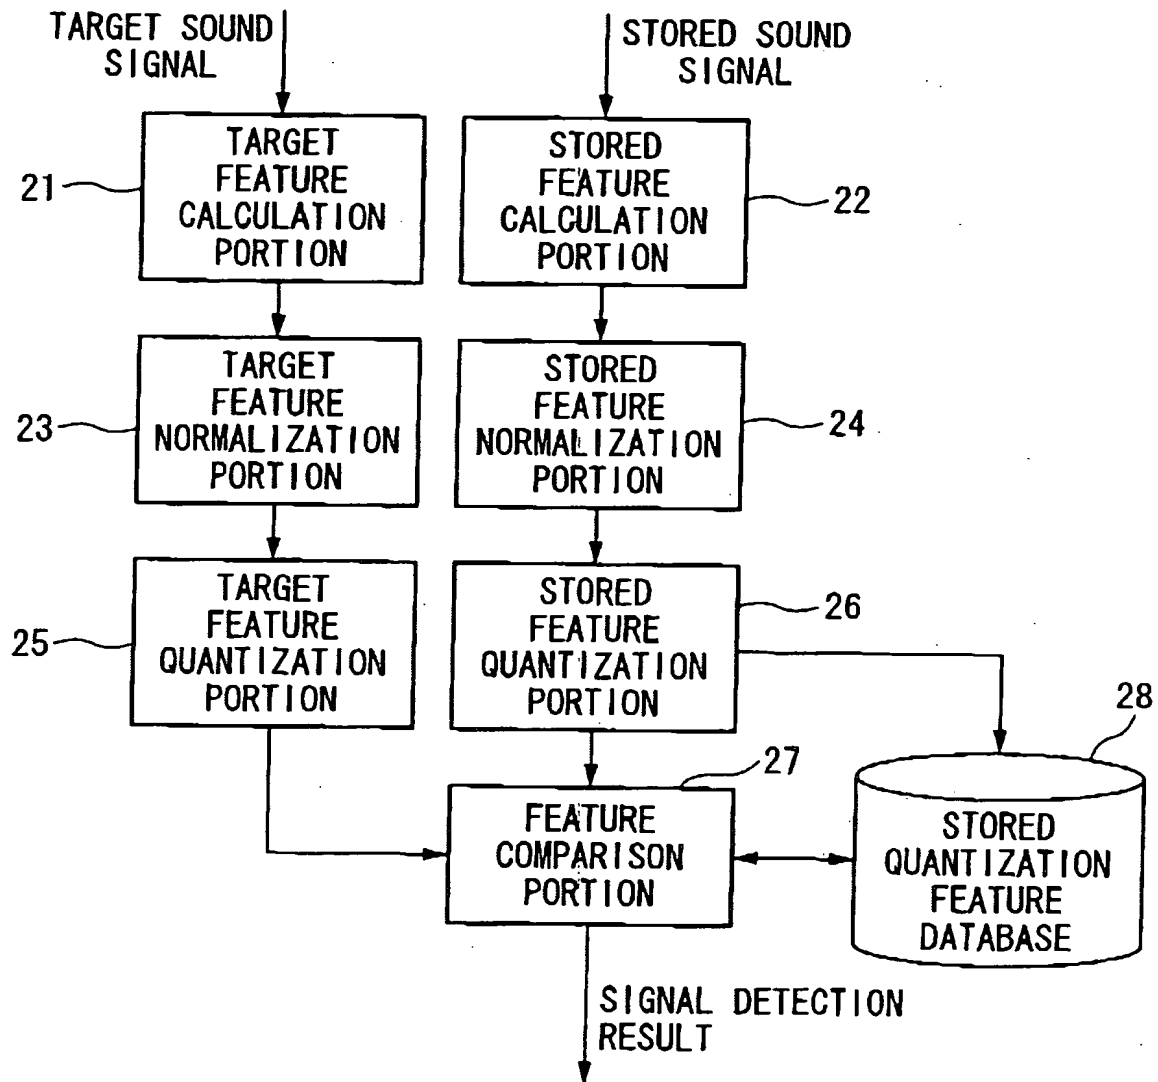 TARGET SOUND
SIGNAL
STORED SOUND
SIGNAL
TARGET
FEATURE
CALCULATION
PORTION
21
STORED
FEATURE
CALCULATION
PORTION
22
TARGET
FEATURE
NORMALIZATION
PORTION
23
STORED
FEATURE
NORMALIZATION
PORTION
24
TARGET
FEATURE
QUANTIZATION
PORTION
25
STORED
FEATURE
QUANTIZATION
PORTION
26
FEATURE
COMPARISON
PORTION
27
STORED
QUANTIZATION
FEATURE
DATABASE
28
SIGNAL DETECTION
RESULT